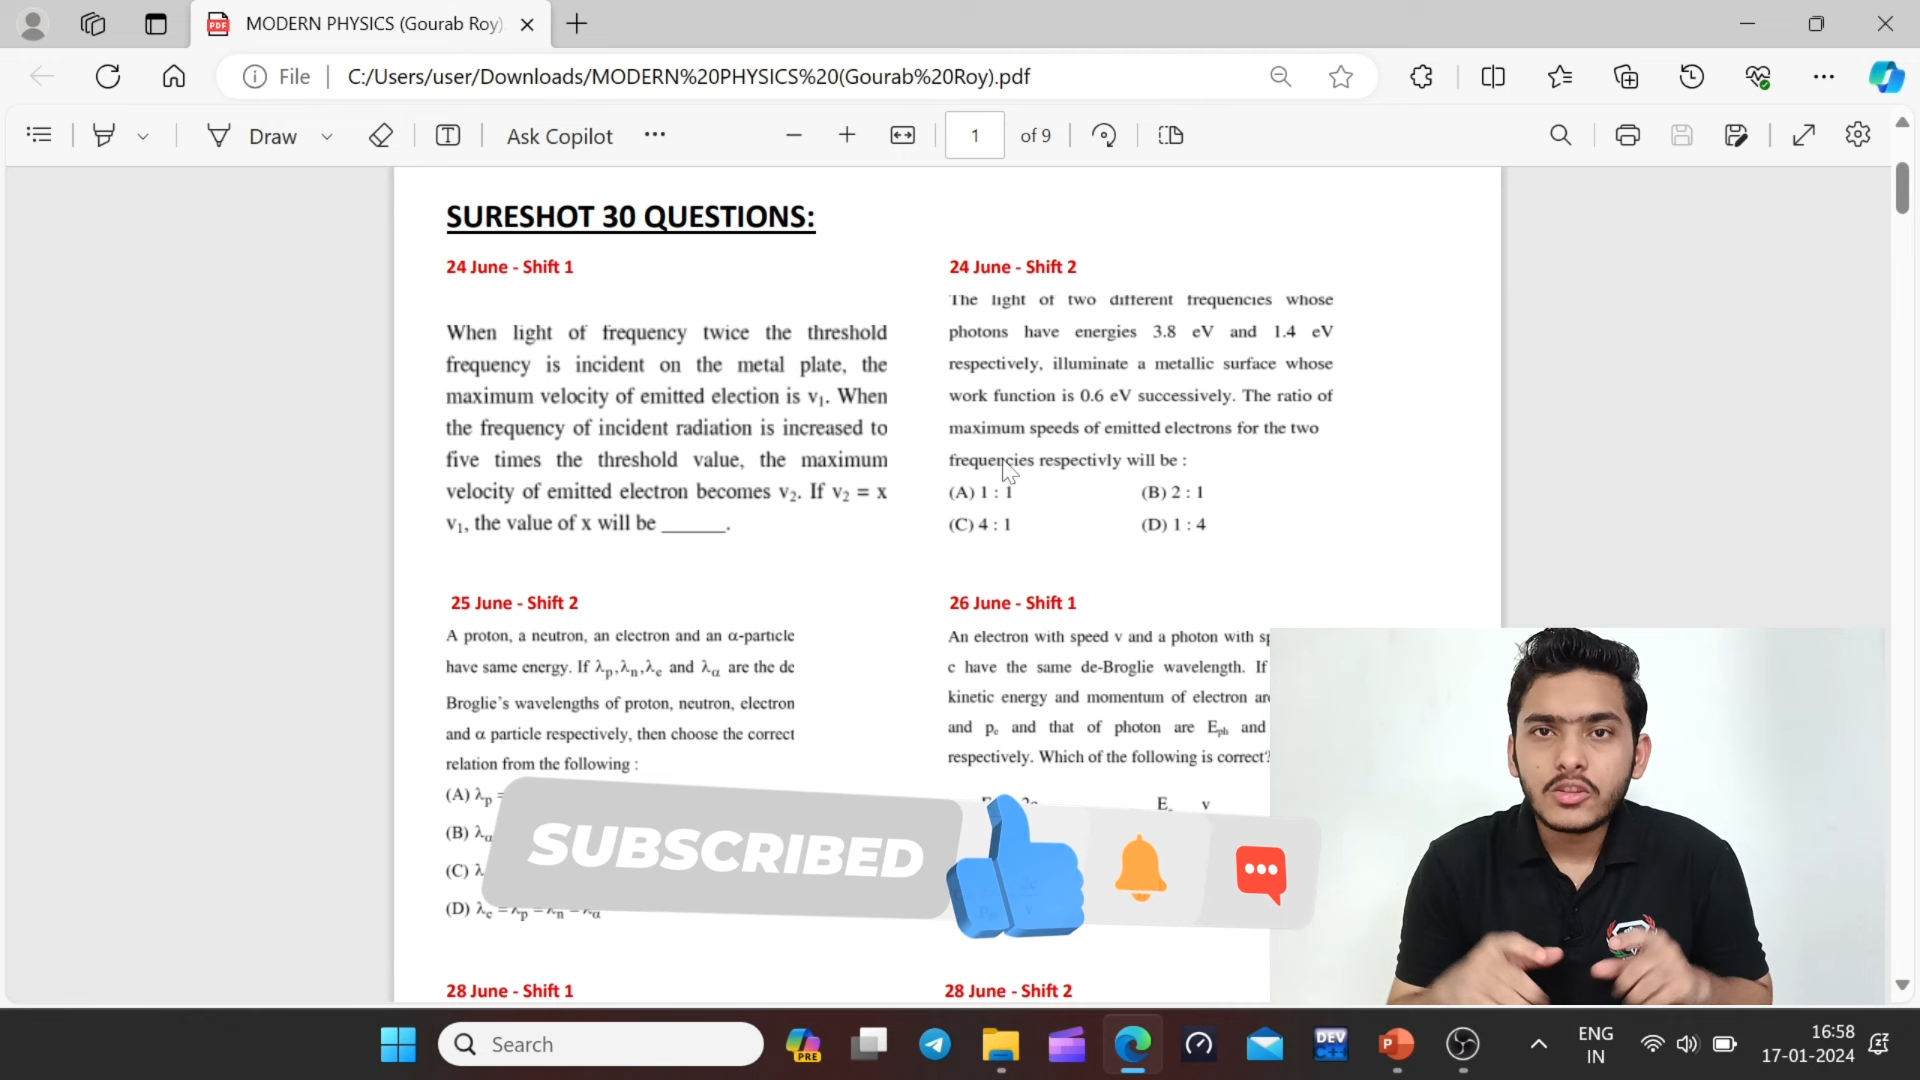 MODERN PHYSICS (Gourab Roy)
File
C:/Users/user/Downloads/MODERN%20PHYSICS%20(Gourab%20Roy).pdf
Draw
Ask Copilot
1
of 9
SURESHOT 30 QUESTIONS:
24 June - Shift 1
When light of frequency twice the threshold
frequency is incident on the metal plate, the
maximum velocity of emitted election is v₁. When
the frequency of incident radiation is increased to
five times the threshold value, the maximum
velocity of emitted electron becomes v₂. If v₂ = x
v₁, the value of x will be ______.
24 June - Shift 2
The light of two different frequencies whose
photons have energies 3.8 eV and 1.4 eV
respectively, illuminate a metallic surface whose
work function is 0.6 eV successively. The ratio of
maximum speeds of emitted electrons for the two
frequencies respectivly will be :
(A) 1 : 1
(B) 2 : 1
(C) 4 : 1
(D) 1 : 4
25 June - Shift 2
A proton, a neutron, an electron and an α-particle
have same energy. If λp, λn, λe and λα are the de
Broglie's wavelengths of proton, neutron, electron
and α particle respectively, then choose the correct
relation from the following :
(A) λp =
(B) λα
(C) λ
(D) λe = λp = λn = λα
26 June - Shift 1
An electron with speed v and a photon with sp
c have the same de-Broglie wavelength. If
kinetic energy and momentum of electron are
and pe and that of photon are Eph and
respectively. Which of the following is correct?
SUBSCRIBED
28 June - Shift 1
28 June - Shift 2
Search
PRE
DEV
C++
P
ENG
IN
16:58
17-01-2024